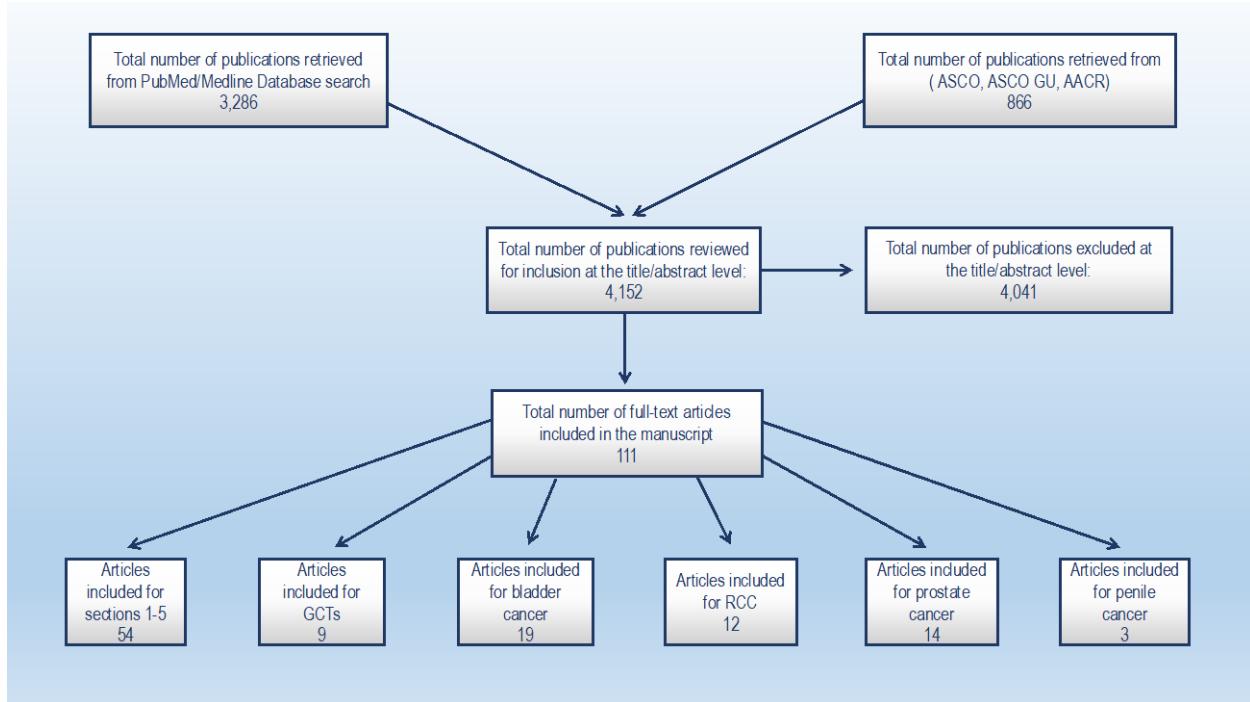 Total number of publications retrieved
from PubMed/Medline Database search
3,286
Total number of publications retrieved from
( ASCO, ASCO GU, AACR)
866
Total number of publications reviewed
for inclusion at the title/abstract level:
4,152
Total number of publications excluded at
the title/abstract level:
4,041
Total number of full-text articles
included in the manuscript
111
Articles
included for
sections 1-5
54
Articles
included for
GCTs
9
Articles included
for bladder
cancer
19
Articles included
for RCC
12
Articles included
for prostate
cancer
14
Articles included
for penile cancer
3